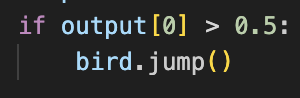 if output[0] > 0.5:
    bird.jump()